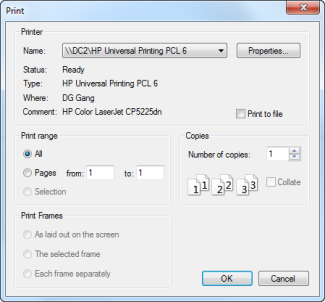 Print
Printer
Name: \\DC2\HP Universal Printing PCL 6 Properties...
Status: Ready
Type: HP Universal Printing PCL 6
Where: DG Gang
Comment: HP Color LaserJet CP5225dn Print to file
Print range Copies
All Number of copies: 1
Pages from: 1 to: 1
Selection 1 1 2 2 3 3 Collate
Print Frames
As laid out on the screen
The selected frame
Each frame separately OK Cancel